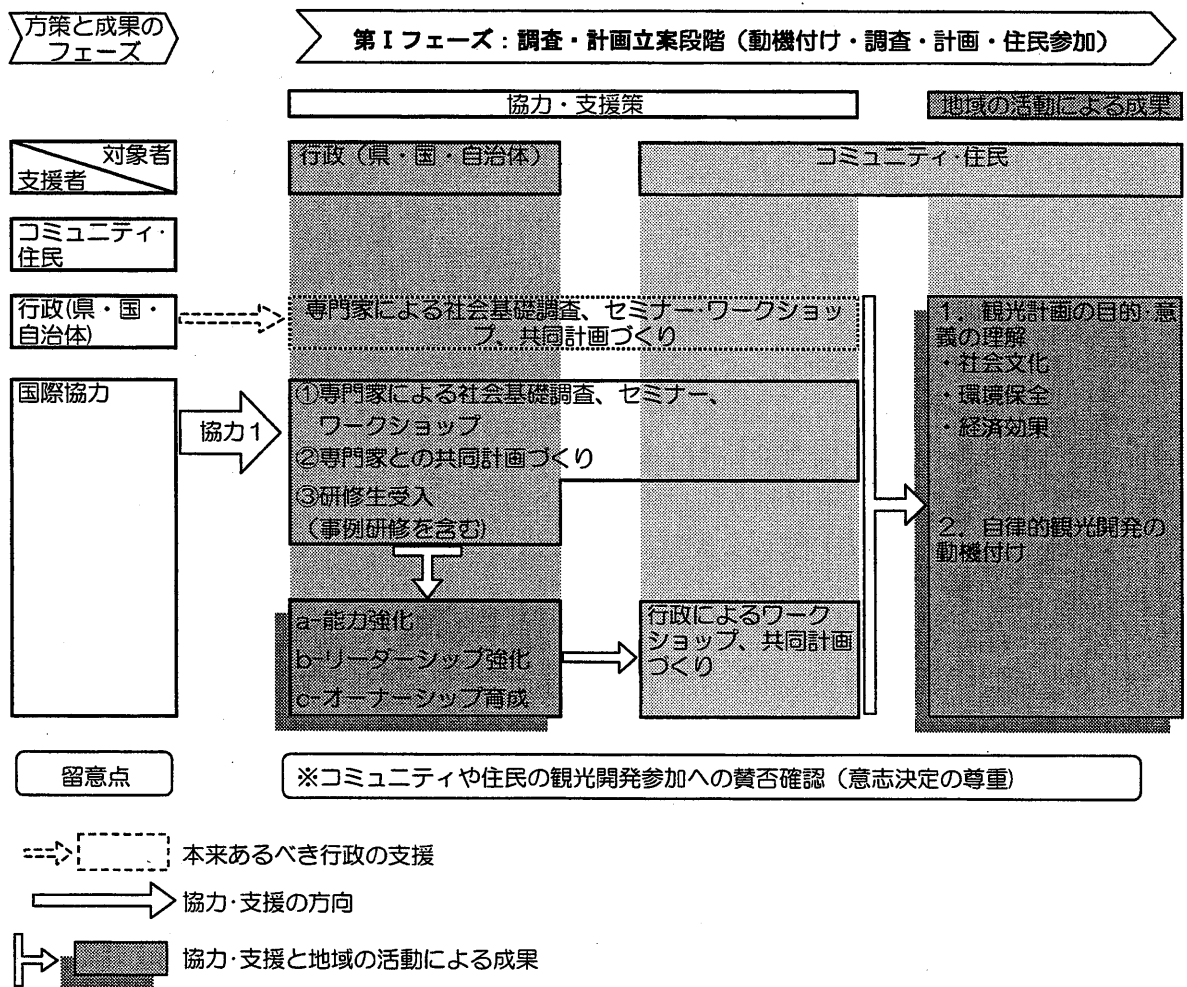 方策と成果の
フェーズ
第Ⅰフェーズ：調査・計画立案段階（動機付け・調査・計画・住民参加）
協力・支援策
地域の活動による成果
対象者
支援者
行政（県・国・自治体）
コミュニティ・住民
コミュニティ・
住民
行政(県・国・
自治体)
専門家による社会基礎調査、セミナー・ワークショッ
プ、共同計画づくり
国際協力
協力１
①専門家による社会基礎調査、セミナー、
ワークショップ
②専門家との共同計画づくり
③研修生受入
（事例研修を含む）
a-能力強化
b-リーダーシップ強化
c-オーナーシップ育成
行政によるワーク
ショップ、共同計画
づくり
１．観光計画の目的・意
義の理解
・社会文化
・環境保全
・経済効果
２．自律的観光開発の
動機付け
留意点
※コミュニティや住民の観光開発参加への賛否確認（意志決定の尊重）
本来あるべき行政の支援
協力・支援の方向
協力・支援と地域の活動による成果